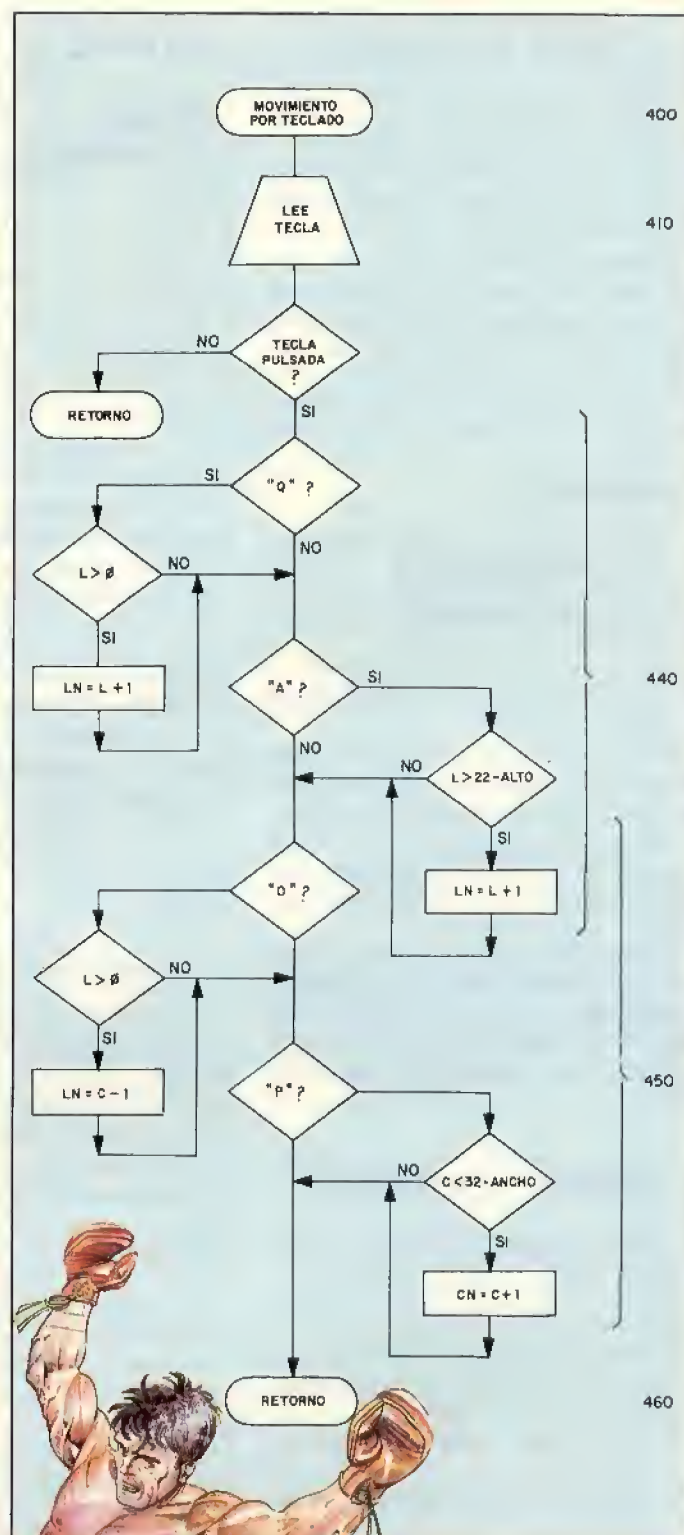 MOVIMIENTO
POR TECLADO
400
LEE
TECLA
410
TECLA
PULSADA
?
NO
SI
RETORNO
"Q" ?
SI
NO
L > Ø
NO
SI
LN = L + 1
"A" ?
SI
NO
440
L > 22-ALTO
NO
SI
LN = L + 1
"O" ?
L > Ø
NO
SI
LN = C - 1
"P" ?
450
C < 32-ANCHO
NO
SI
CN = C + 1
RETORNO
460